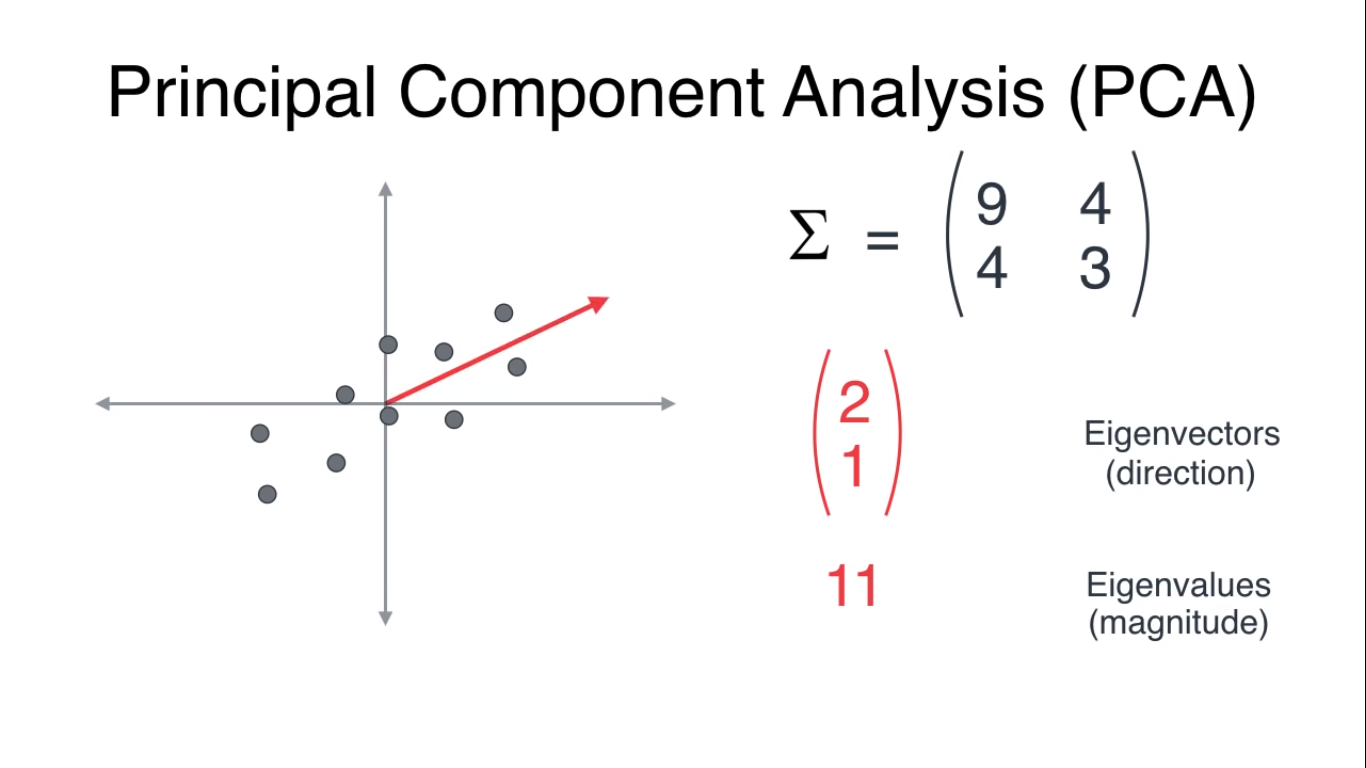 Principal Component Analysis (PCA)
Σ = 
9 4
4 3
2
1
Eigenvectors
(direction)
11
Eigenvalues
(magnitude)